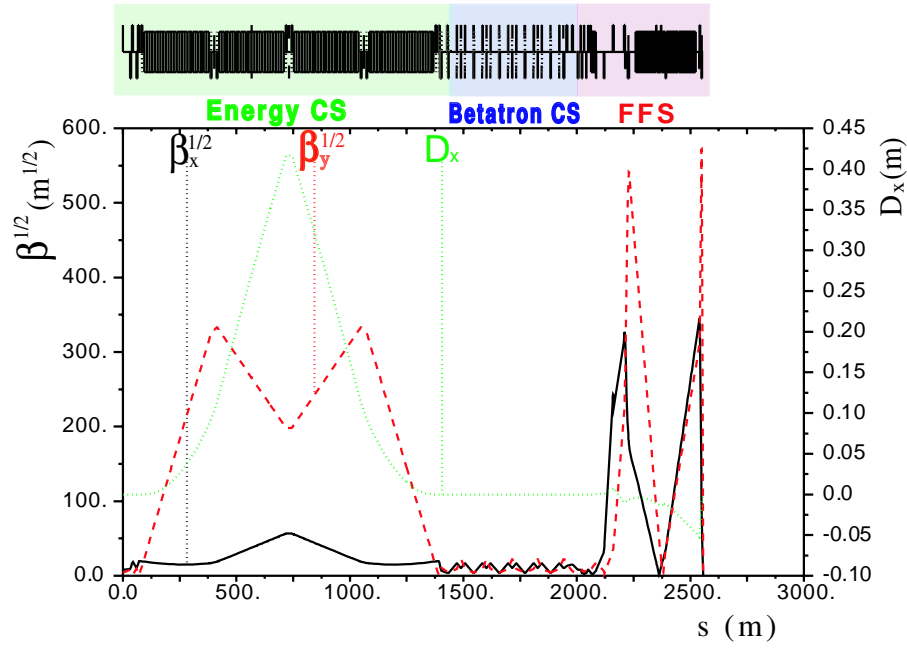 Energy CS Betatron CS FFS
600. 0.45
β_x^1/2 β_y^1/2 D_x
500. 0.40
0.35
400. 0.30
0.25
300. 0.20
0.15
200. 0.10
0.05
100. 0.0
-0.05
0.0 -0.10
β^1/2 (m^1/2)
D_x(m)
0.0 500. 1000. 1500. 2000. 2500. 3000.
s (m)